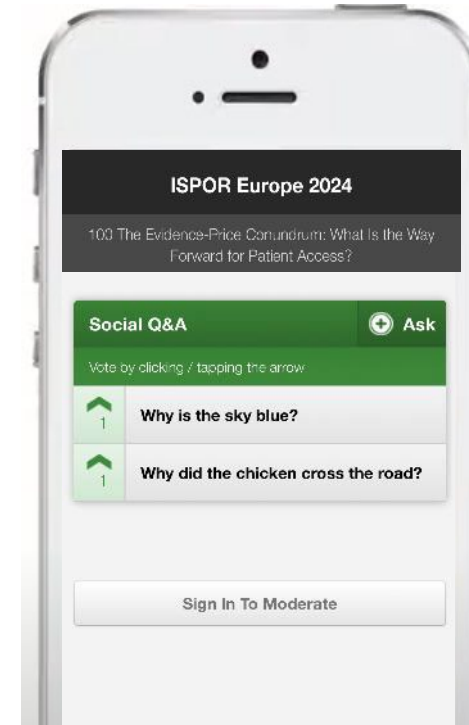 ISPOR Europe 2024
100 The Evidence-Price Conundrum: What Is the Way
Forward for Patient Access?
Social Q&A
Ask
Vote by clicking / tapping the arrow
1
Why is the sky blue?
1
Why did the chicken cross the road?
Sign In To Moderate